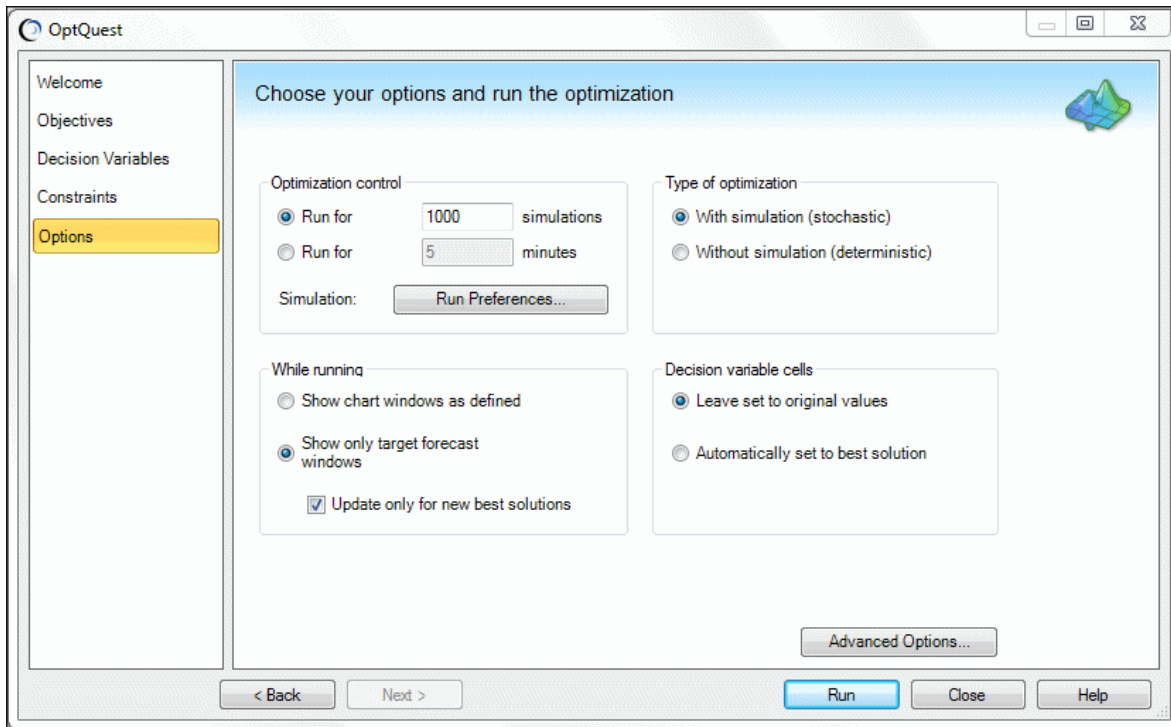 OptQuest
Welcome
Objectives
Decision Variables
Constraints
Options
Choose your options and run the optimization
Optimization control
Run for 1000 simulations
Run for 5 minutes
Simulation: Run Preferences...
Type of optimization
With simulation (stochastic)
Without simulation (deterministic)
While running
Show chart windows as defined
Show only target forecast
windows
Update only for new best solutions
Decision variable cells
Leave set to original values
Automatically set to best solution
Advanced Options...
< Back Next > Run Close Help